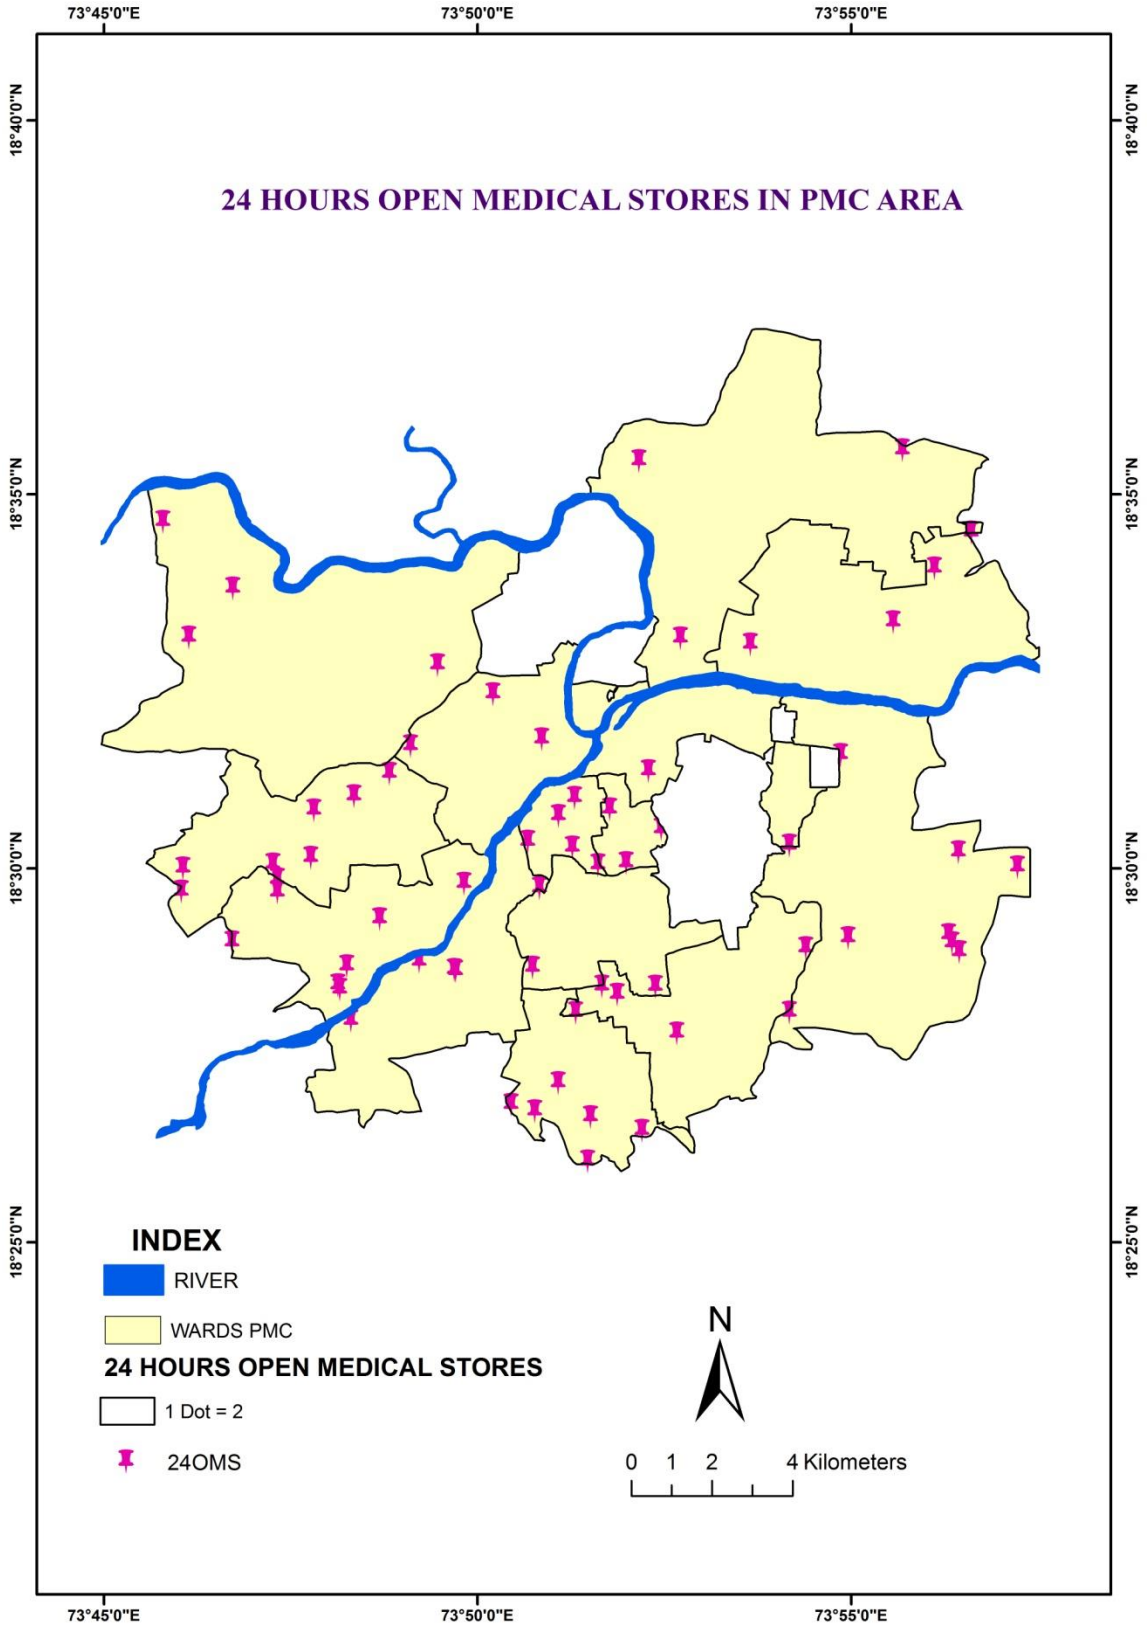 73°45'0"E 73°50'0"E 73°55'0"E
18°40'0"N 18°40'0"N
24 HOURS OPEN MEDICAL STORES IN PMC AREA
18°35'0"N 18°35'0"N
18°30'0"N 18°30'0"N
18°25'0"N 18°25'0"N
INDEX
RIVER
WARDS PMC
24 HOURS OPEN MEDICAL STORES
1 Dot = 2
24OMS
N
0 1 2 4 Kilometers
73°45'0"E 73°50'0"E 73°55'0"E